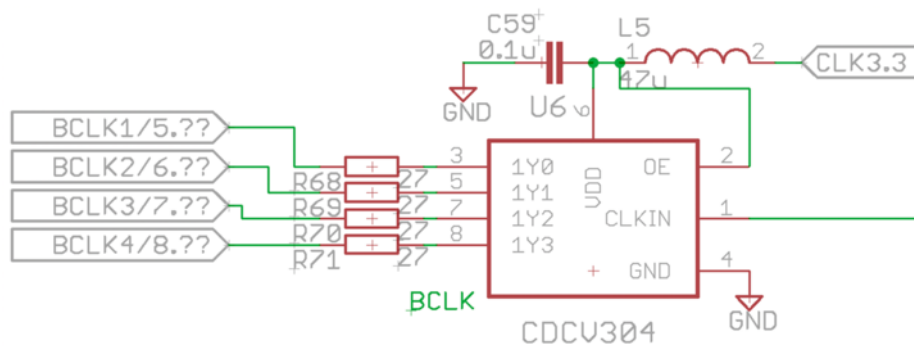 C59
0.1u
L5
1
2
47u
CLK3.3
GND
U6
6
BCLK1/5.??
BCLK2/6.??
BCLK3/7.??
BCLK4/8.??
R68
27
R69
27
R70
27
R71
27
3
5
7
8
1Y0
1Y1
1Y2
1Y3
VDD
OE
CLKIN
GND
2
1
4
BCLK
GND
CDCV304